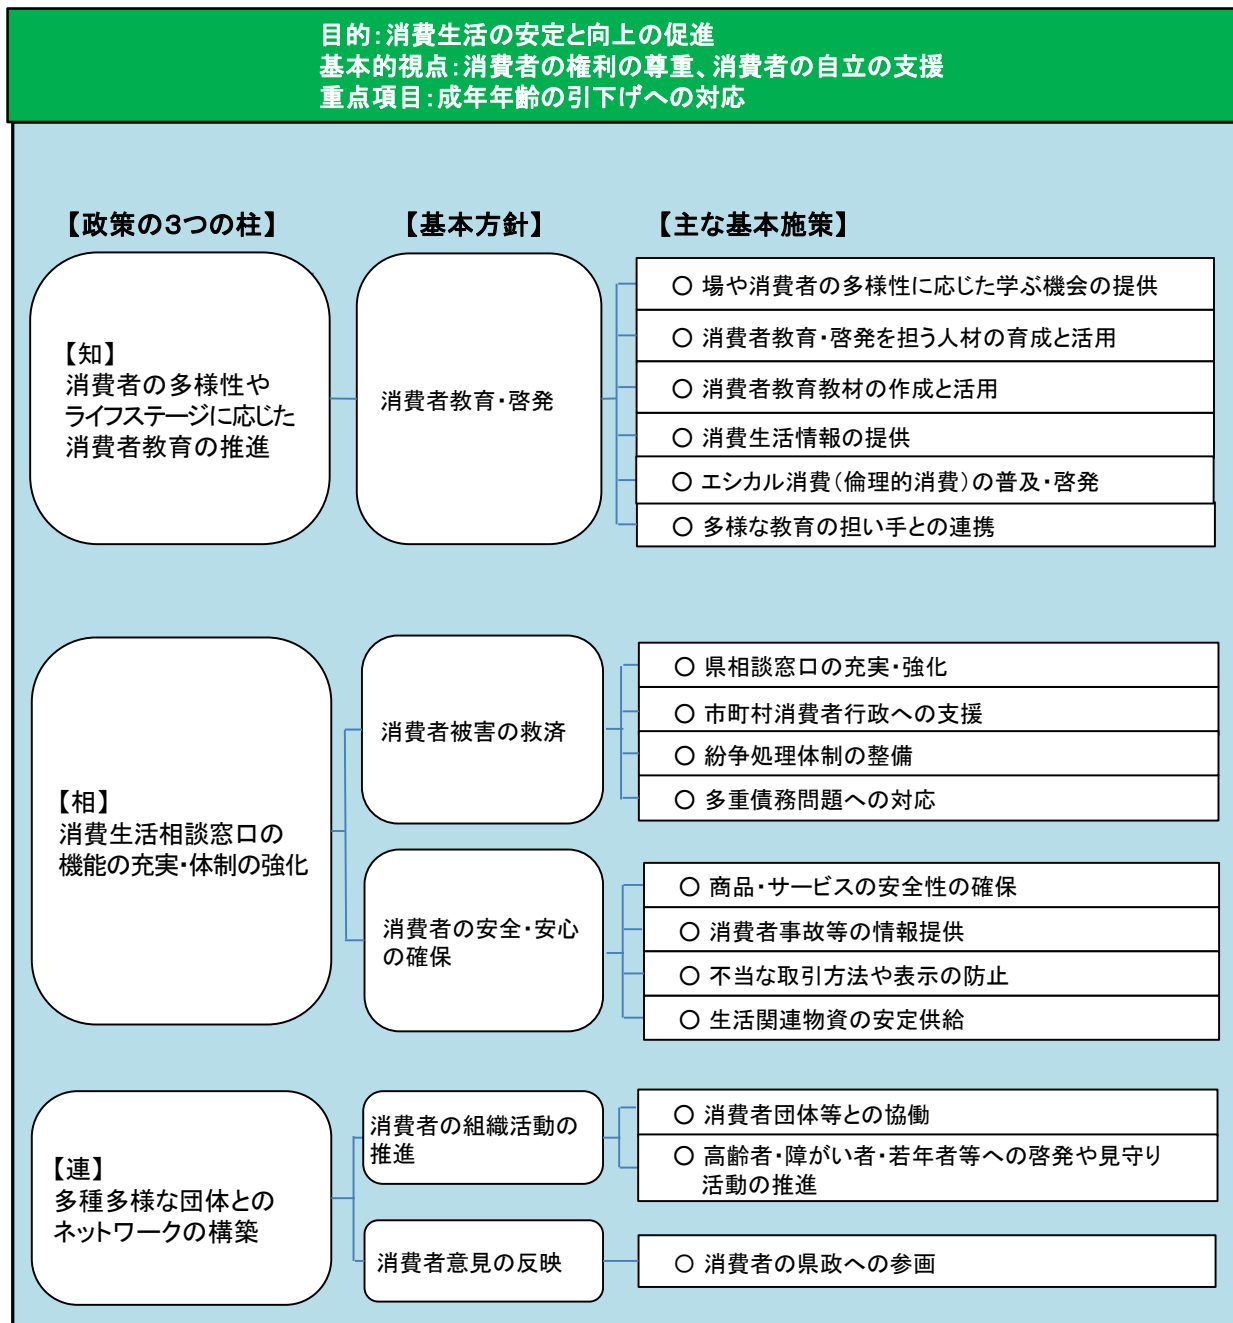 目的：消費生活の安定と向上の促進
基本的視点：消費者の権利の尊重、消費者の自立の支援
重点項目：成年年齢の引下げへの対応
【政策の３つの柱】
【基本方針】
【主な基本施策】
【知】
消費者の多様性や
ライフステージに応じた
消費者教育の推進
消費者教育・啓発
○ 場や消費者の多様性に応じた学ぶ機会の提供
○ 消費者教育・啓発を担う人材の育成と活用
○ 消費者教育教材の作成と活用
○ 消費生活情報の提供
○ エシカル消費（倫理的消費）の普及・啓発
○ 多様な教育の担い手との連携
【相】
消費生活相談窓口の
機能の充実・体制の強化
消費者被害の救済
○ 県相談窓口の充実・強化
○ 市町村消費者行政への支援
○ 紛争処理体制の整備
○ 多重債務問題への対応
消費者の安全・安心
の確保
○ 商品・サービスの安全性の確保
○ 消費者事故等の情報提供
○ 不当な取引方法や表示の防止
○ 生活関連物資の安定供給
【連】
多種多様な団体との
ネットワークの構築
消費者の組織活動の
推進
○ 消費者団体等との協働
○ 高齢者・障がい者・若年者等への啓発や見守り
活動の推進
消費者意見の反映
○ 消費者の県政への参画